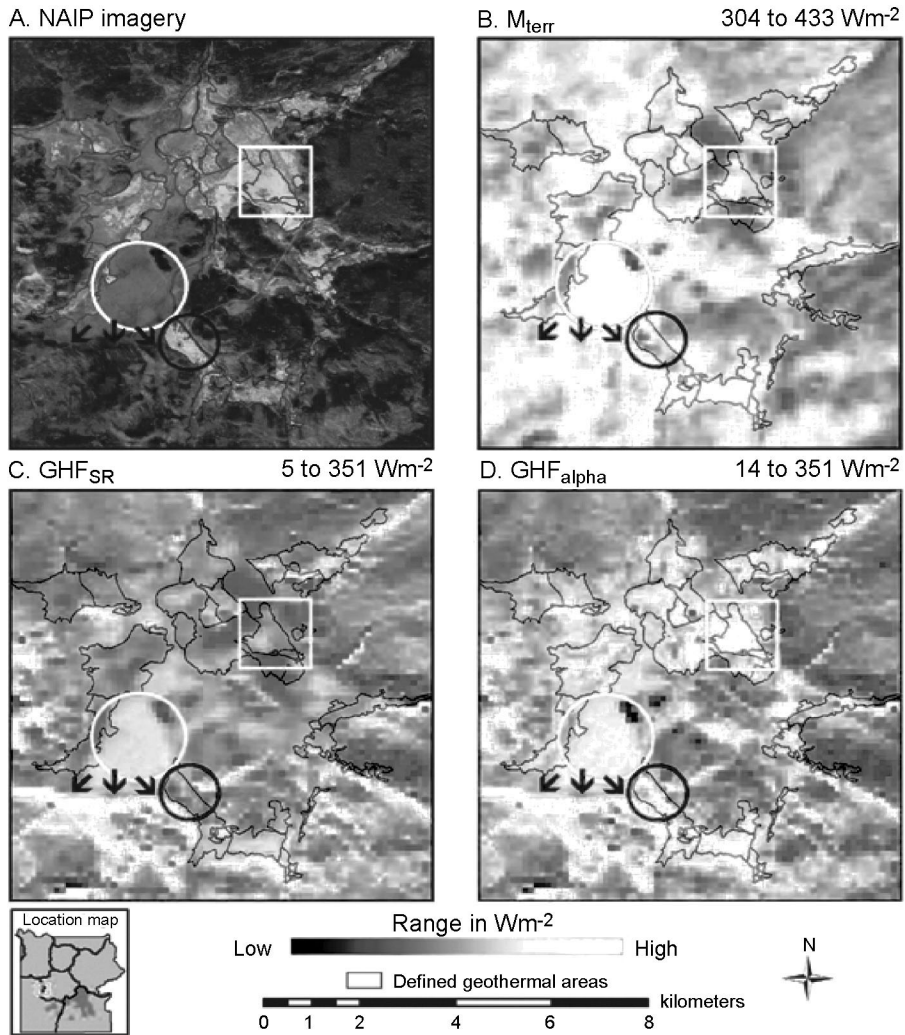 A. NAIP imagery
B. Mterr 304 to 433 Wm-2
C. GHFSR 5 to 351 Wm-2
D. GHFalpha 14 to 351 Wm-2
Location map
Range in Wm-2
Low High
Defined geothermal areas
N
kilometers
0 1 2 4 6 8